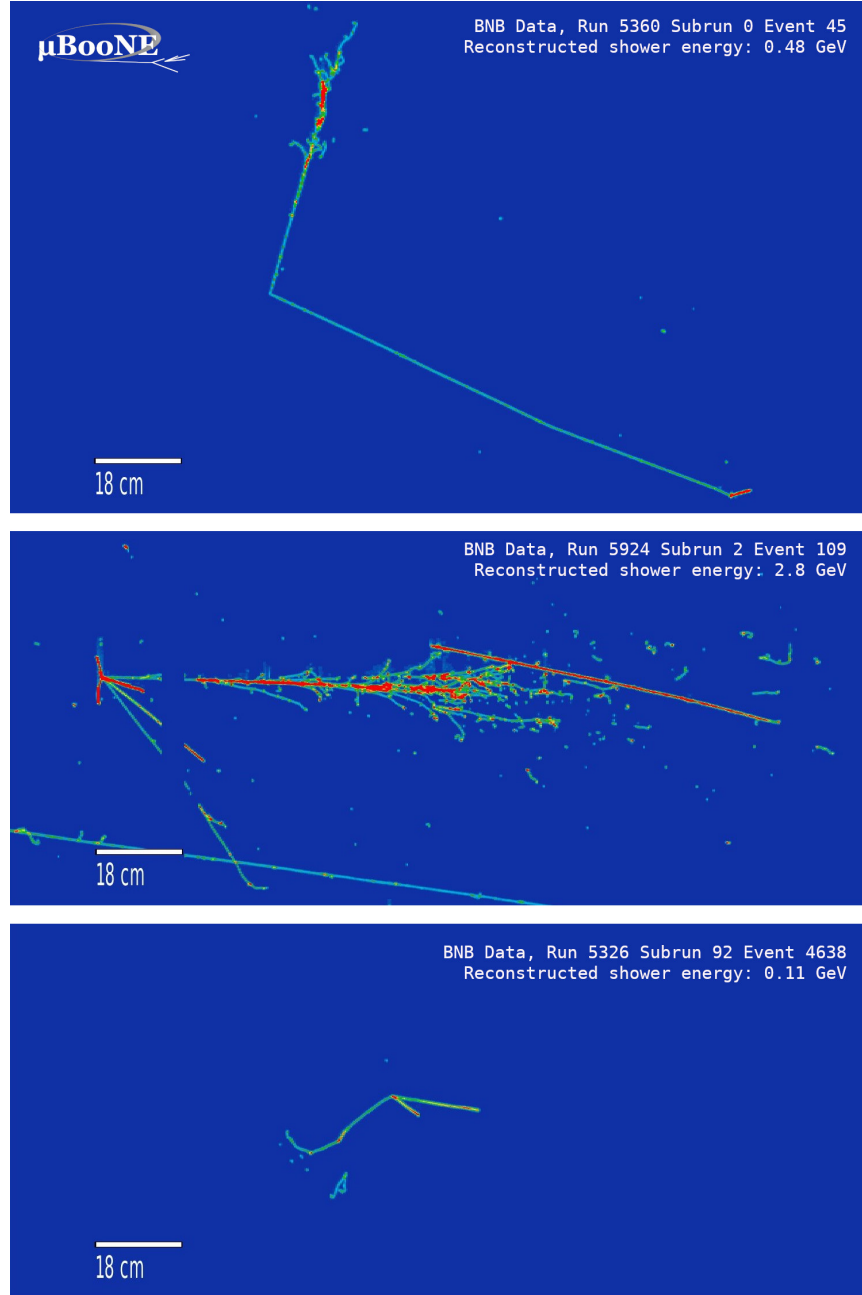 µBooNE
BNB Data, Run 5360 Subrun 0 Event 45
Reconstructed shower energy: 0.48 GeV
18 cm
BNB Data, Run 5924 Subrun 2 Event 109
Reconstructed shower energy: 2.8 GeV
18 cm
BNB Data, Run 5326 Subrun 92 Event 4638
Reconstructed shower energy: 0.11 GeV
18 cm